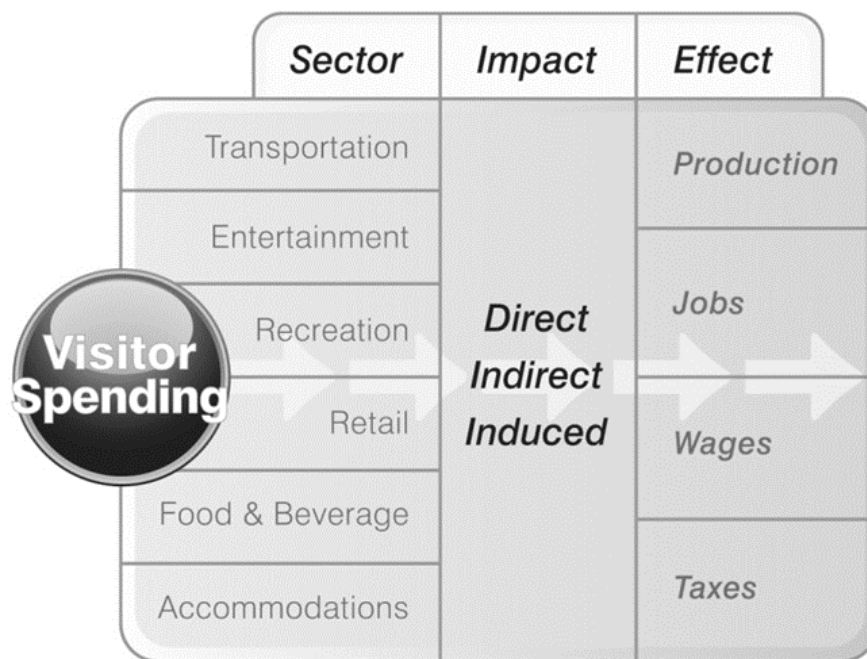 Sector
Impact
Effect
Transportation
Entertainment
Recreation
Retail
Food & Beverage
Accommodations
Visitor
Spending
Direct
Indirect
Induced
Production
Jobs
Wages
Taxes